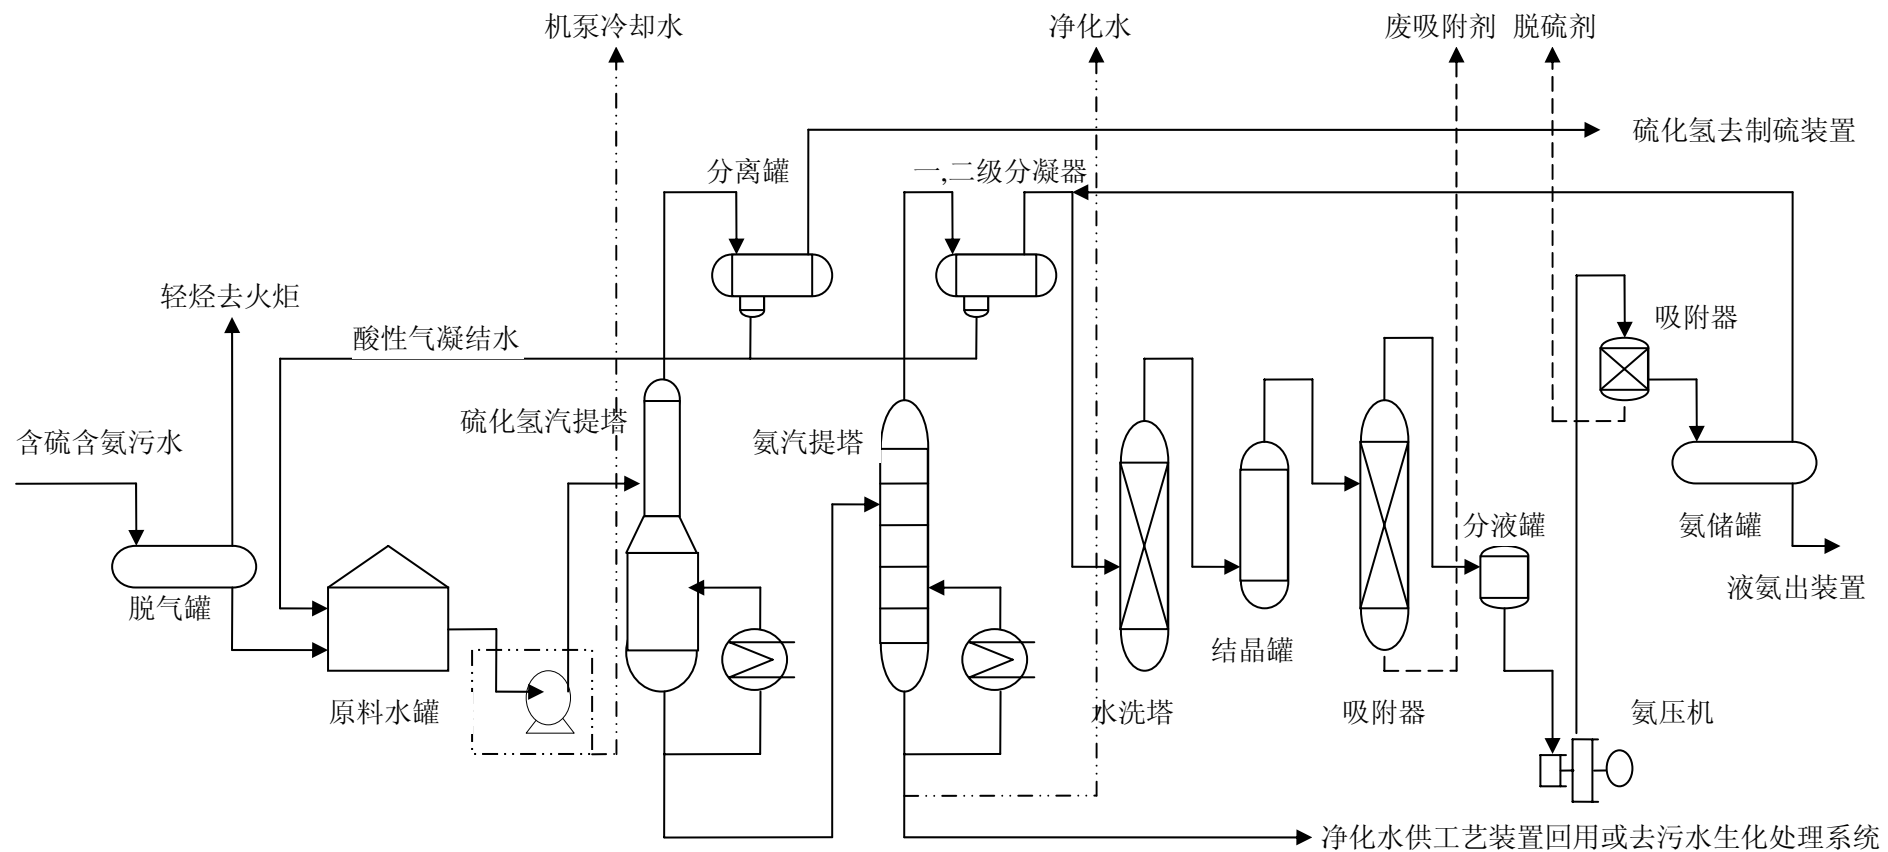 机泵冷却水
净化水
废吸附剂
脱硫剂
硫化氢去制硫装置
分离罐
一,二级分凝器
轻烃去火炬
吸附器
酸性气凝结水
硫化氢汽提塔
含硫含氨污水
氨汽提塔
分液罐
氨储罐
液氨出装置
脱气罐
结晶罐
原料水罐
水洗塔
吸附器
氨压机
净化水供工艺装置回用或去污水生化处理系统